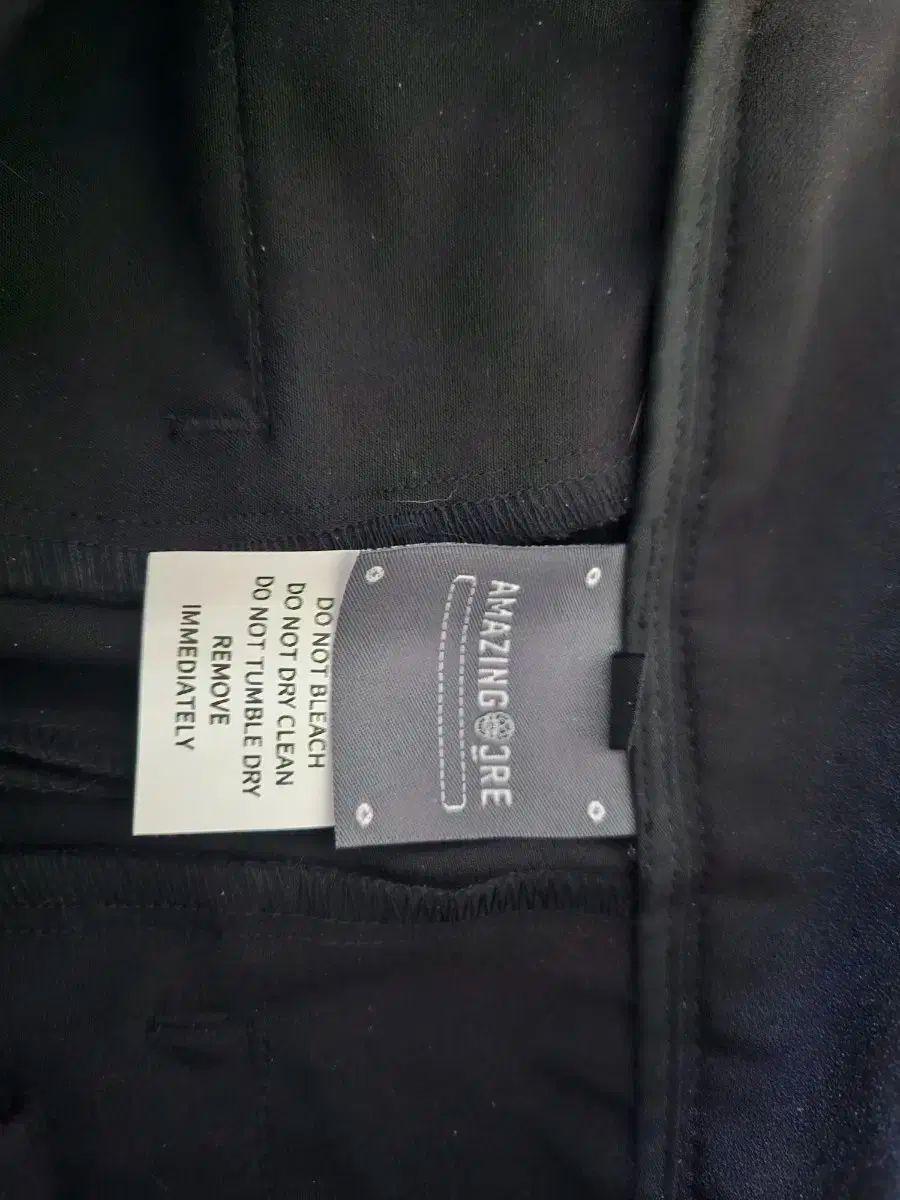 AMAZING
DO NOT BLEACH
DO NOT DRY CLEAN
DO NOT TUMBLE DRY
REMOVE
IMMEDIATELY